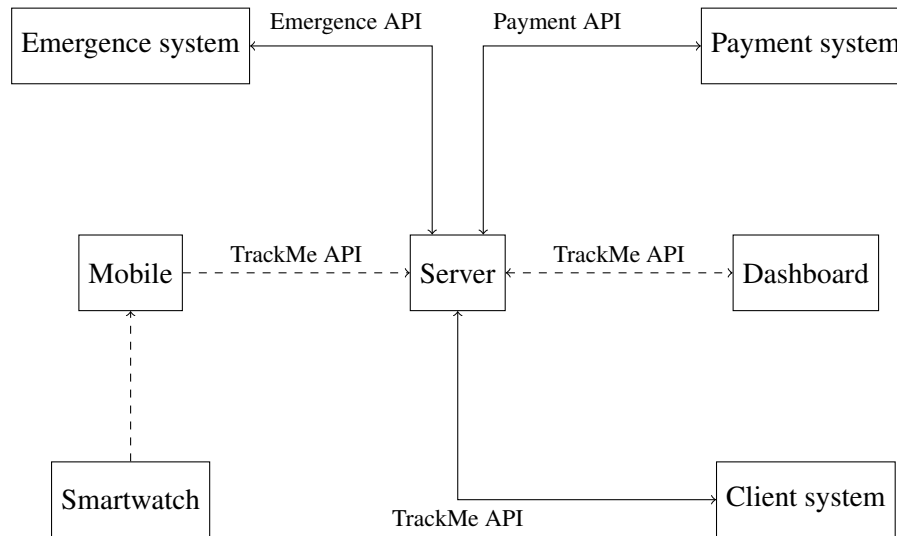 Emergence API
Payment API
Emergence system
Payment system
TrackMe API
TrackMe API
Mobile
Server
Dashboard
Smartwatch
Client system
TrackMe API